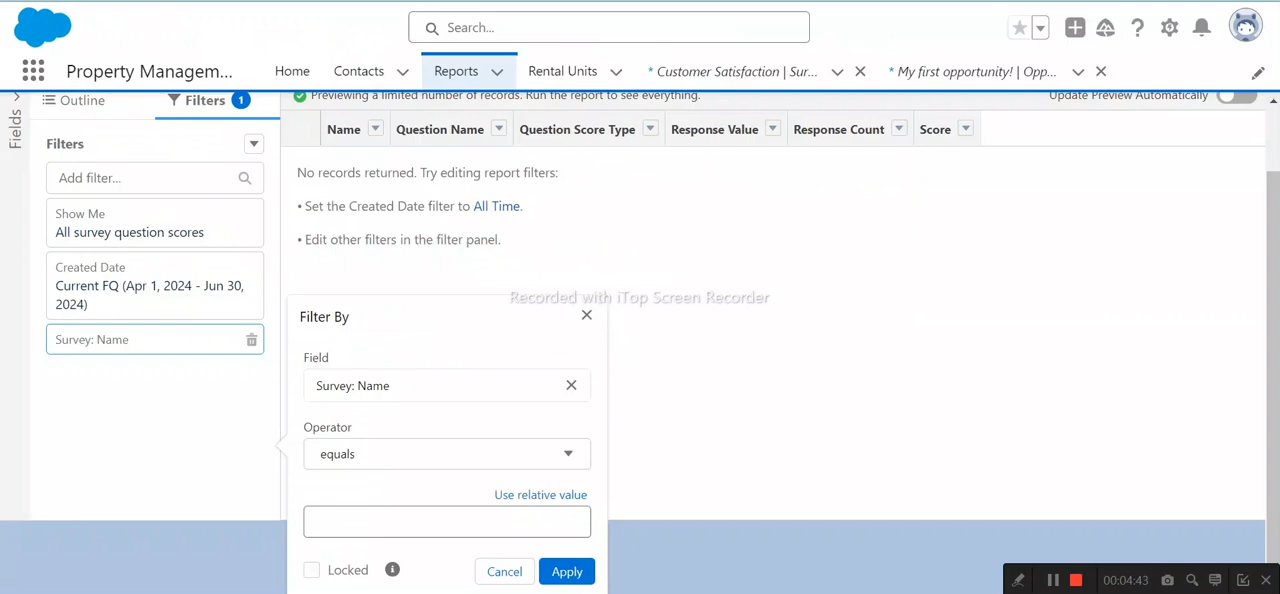 Search...
Property Managem...
Home
Contacts
Reports
Rental Units
* Customer Satisfaction | Sur...
* My first opportunity! | Opp...
Fields
Outline
Filters
1
Previewing a limited number of records. Run the report to see everything.
Update Preview Automatically
Filters
Add filter...
Show Me
All survey question scores
Created Date
Current FQ (Apr 1, 2024 - Jun 30,
2024)
Survey: Name
Name
Question Name
Question Score Type
Response Value
Response Count
Score
No records returned. Try editing report filters:
• Set the Created Date filter to All Time.
• Edit other filters in the filter panel.
Recorded with iTop Screen Recorder
Filter By
Field
Survey: Name
Operator
equals
Use relative value
Locked
Cancel
Apply
00:04:43